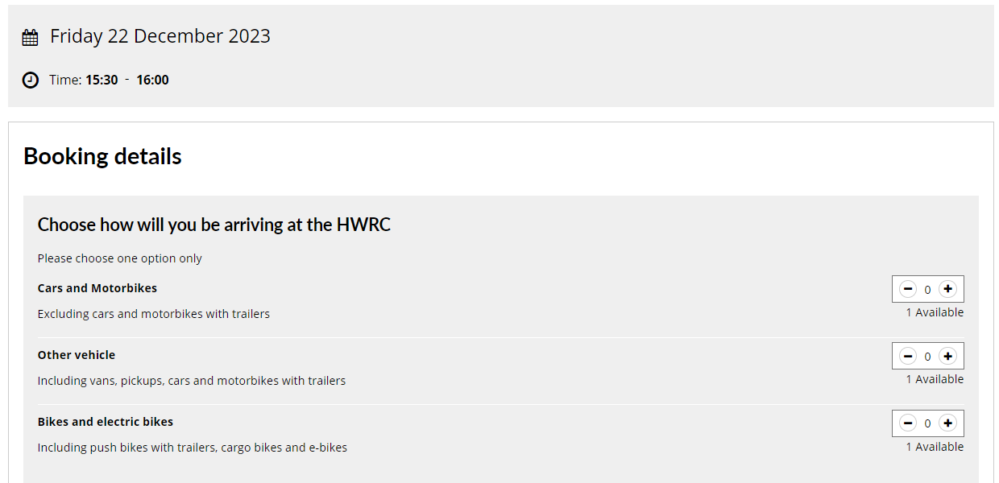 Friday 22 December 2023
Time: 15:30 - 16:00
Booking details
Choose how will you be arriving at the HWRC
Please choose one option only
Cars and Motorbikes
0
Excluding cars and motorbikes with trailers
1 Available
Other vehicle
0
Including vans, pickups, cars and motorbikes with trailers
1 Available
Bikes and electric bikes
0
Including push bikes with trailers, cargo bikes and e-bikes
1 Available